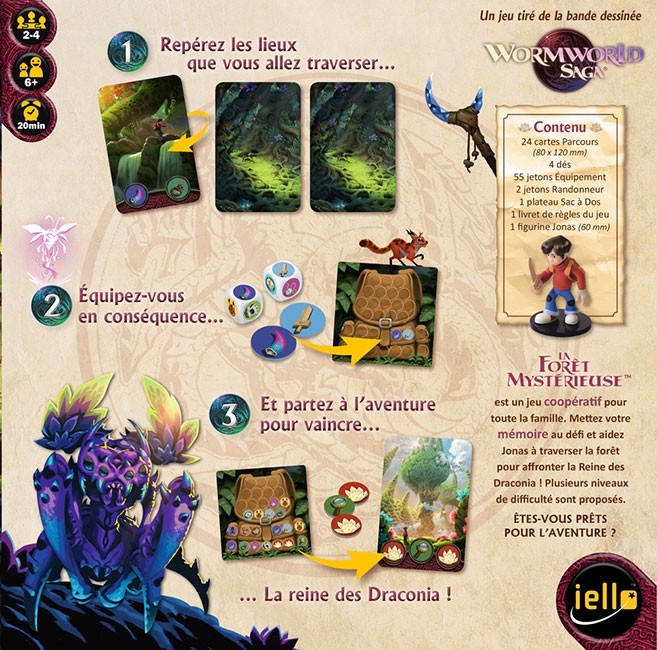 2-4
6+
20min
Un jeu tiré de la bande dessinée
WORMWORLD
SAGA
1 Repérez les lieux
que vous allez traverser...
Contenu
24 cartes Parcours
(80 x 120 mm)
4 dés
55 jetons Équipement
2 jetons Randonneur
1 plateau Sac à Dos
1 livret de règles du jeu
1 figurine Jonas (60 mm)
2 Équipez-vous
en conséquence...
3 Et partez à l'aventure
pour vaincre...
... La reine des Draconia !
LA
FORÊT
MYSTÉRIEUSE™
est un jeu coopératif pour
toute la famille. Mettez votre
mémoire au défi et aidez
Jonas à traverser la forêt
pour affronter la Reine des
Draconia ! Plusieurs niveaux
de difficulté sont proposés.
ÊTES-VOUS PRÊTS
POUR L'AVENTURE ?
iello